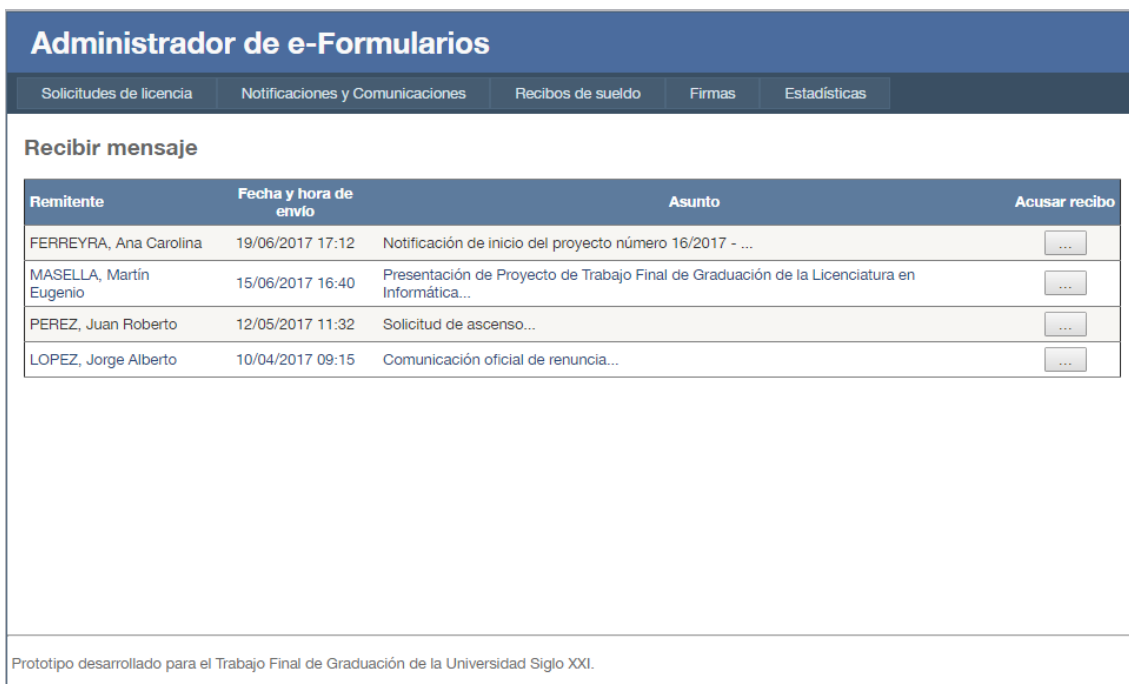 Administrador de e-Formularios
Solicitudes de licencia Notificaciones y Comunicaciones Recibos de sueldo Firmas Estadísticas
Recibir mensaje
Remitente Fecha y hora de envío Asunto Acusar recibo
FERREYRA, Ana Carolina 19/06/2017 17:12 Notificación de inicio del proyecto número 16/2017 - ... ...
MASELLA, Martín Eugenio 15/06/2017 16:40 Presentación de Proyecto de Trabajo Final de Graduación de la Licenciatura en Informática... ...
PEREZ, Juan Roberto 12/05/2017 11:32 Solicitud de ascenso... ...
LOPEZ, Jorge Alberto 10/04/2017 09:15 Comunicación oficial de renuncia... ...
Prototipo desarrollado para el Trabajo Final de Graduación de la Universidad Siglo XXI.